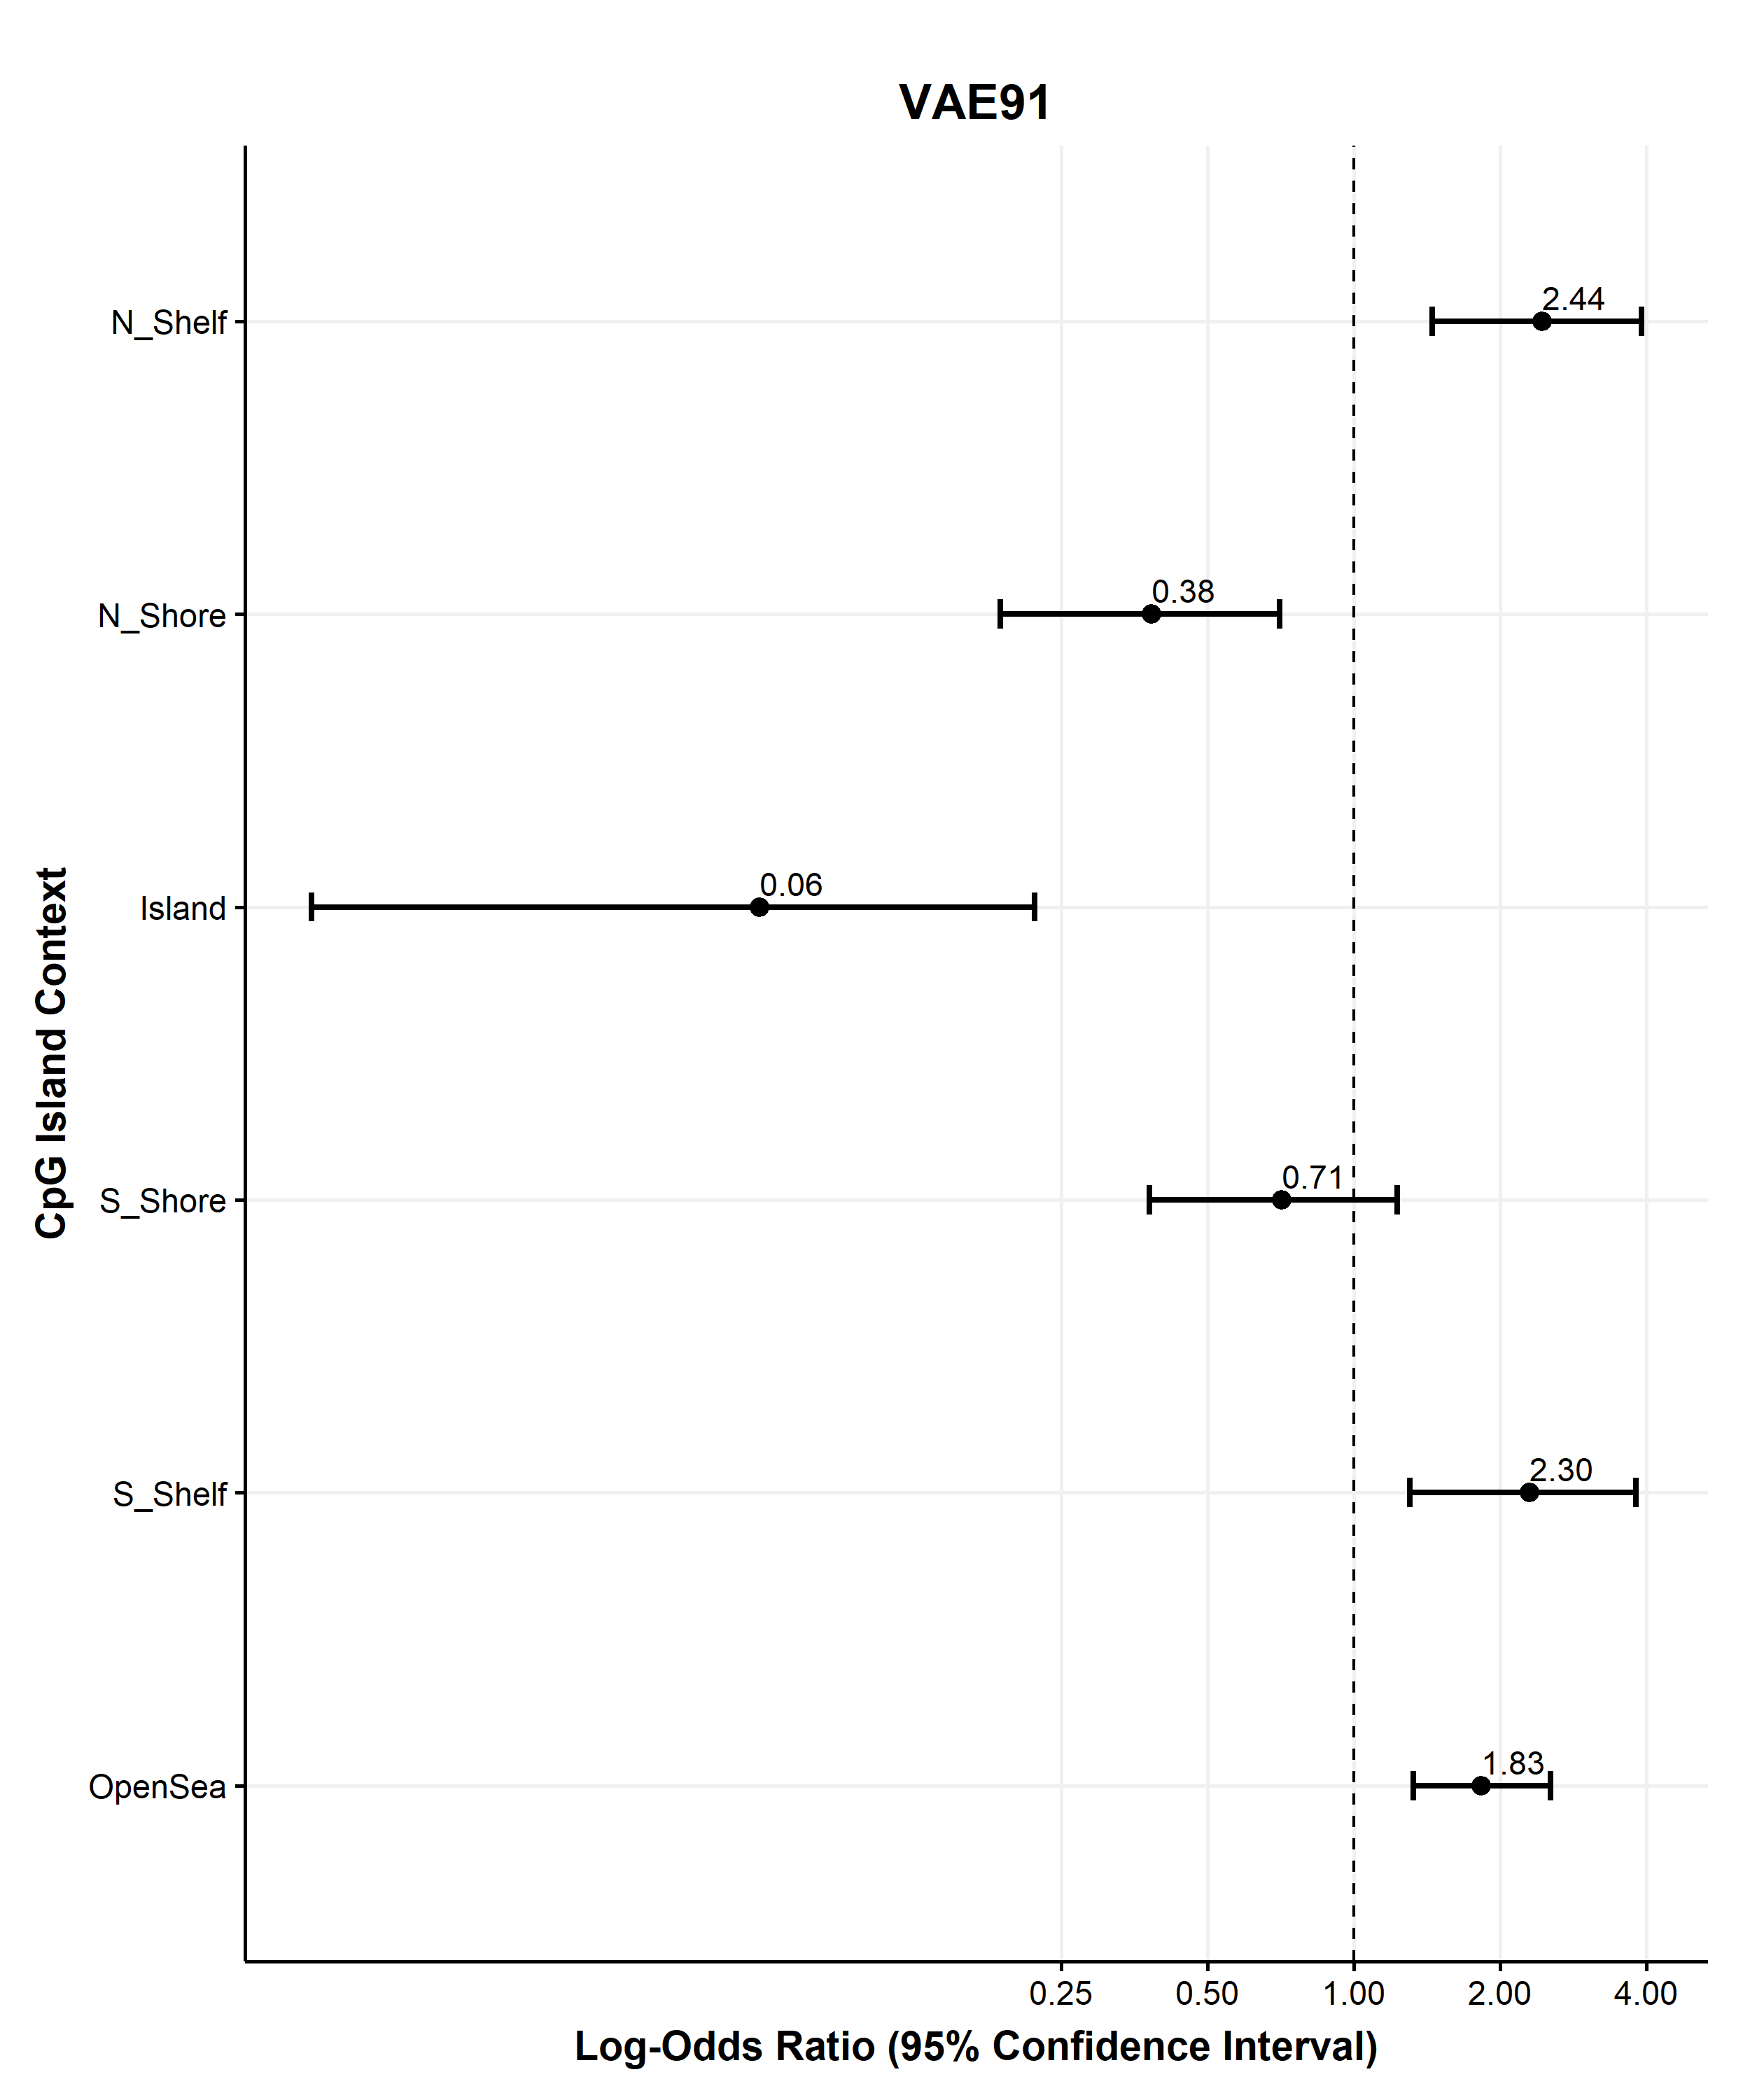 VAE91
CpG Island Context
N_Shelf
2.44
N_Shore
0.38
Island
0.06
S_Shore
0.71
S_Shelf
2.30
OpenSea
1.83
0.25 0.50 1.00 2.00 4.00
Log-Odds Ratio (95% Confidence Interval)